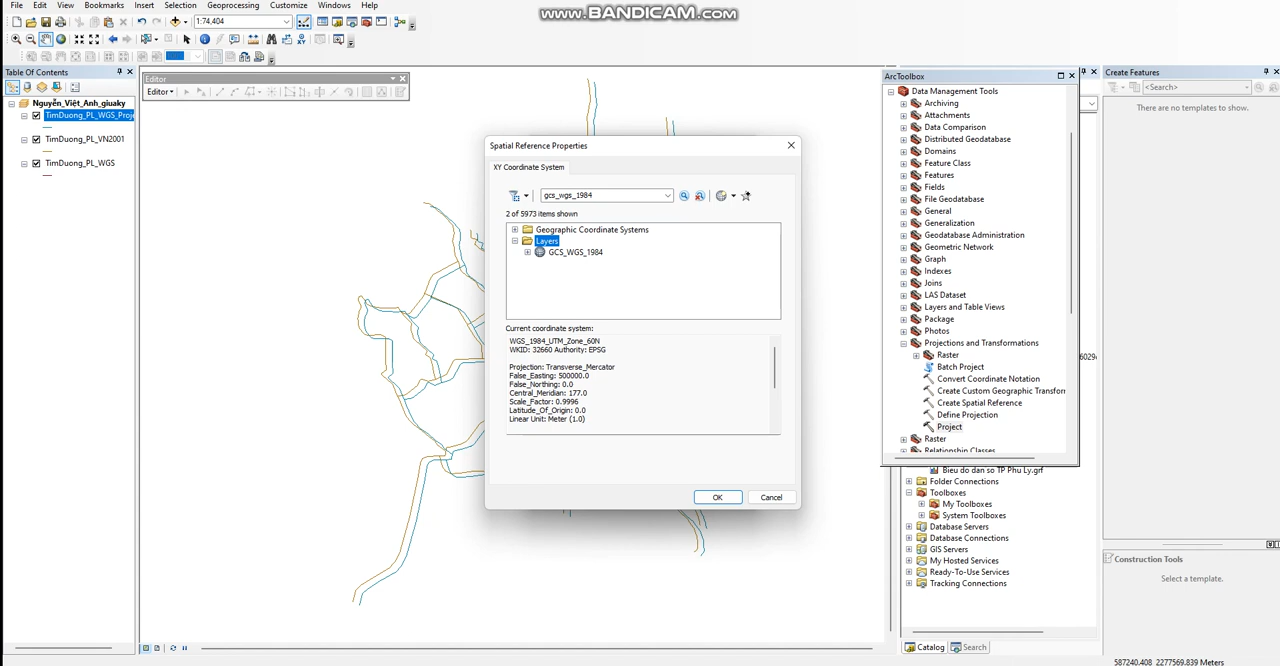 File Edit View Bookmarks Insert Selection Geoprocessing Customize Windows Help
www.BANDICAM.com
1:74,404
Table Of Contents
Nguyễn_Việt_Anh_giuaky
TimDuong_PL_WGS_Proj
TimDuong_PL_VN2001
TimDuong_PL_WGS
Editor
Editor
Spatial Reference Properties
XY Coordinate System
gcs_wgs_1984
2 of 5973 items shown
Geographic Coordinate Systems
Layers
GCS_WGS_1984
Current coordinate system:
WGS_1984_UTM_Zone_60N
WKID: 32660 Authority: EPSG
Projection: Transverse_Mercator
False_Easting: 500000.0
False_Northing: 0.0
Central_Meridian: 177.0
Scale_Factor: 0.9996
Latitude_Of_Origin: 0.0
Linear Unit: Meter (1.0)
OK
Cancel
ArcToolbox
Data Management Tools
Archiving
Attachments
Data Comparison
Distributed Geodatabase
Domains
Feature Class
Features
Fields
File Geodatabase
General
Generalization
Geodatabase Administration
Geometric Network
Graph
Indexes
Joins
LAS Dataset
Layers and Table Views
Package
Photos
Projections and Transformations
Raster
Batch Project
Convert Coordinate Notation
Create Custom Geographic Transfor
Create Spatial Reference
Define Projection
Project
Raster
Relationship Classes
Bieu do dan so TP Phu Ly.grf
Folder Connections
Toolboxes
My Toolboxes
System Toolboxes
Database Servers
Database Connections
GIS Servers
My Hosted Services
Ready-To-Use Services
Tracking Connections
Catalog
Search
Create Features
<Search>
There are no templates to show.
Construction Tools
Select a template.
587240.408 2277569.839 Meters